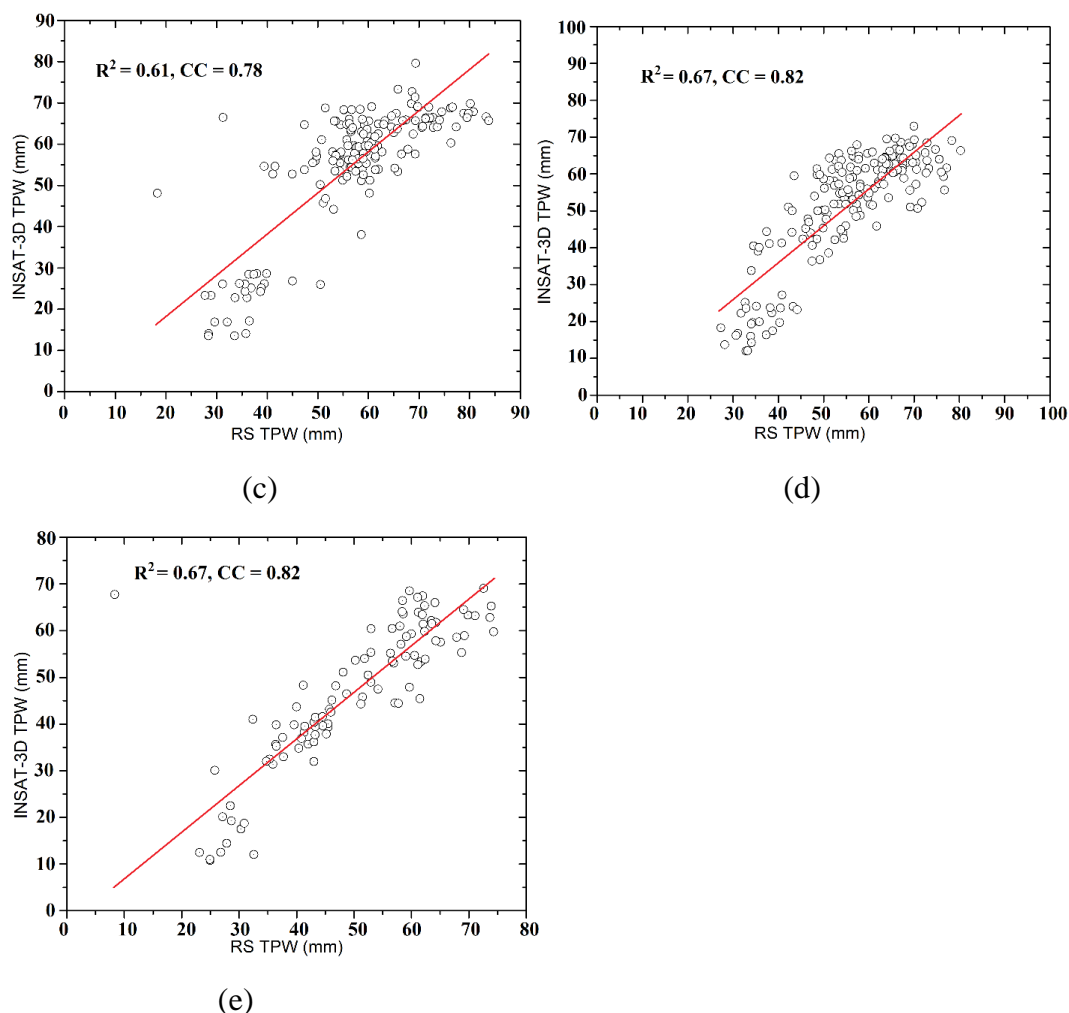 90
80
70
60
50
40
30
20
10
0
INSAT-3D TPW (mm)
R² = 0.61, CC = 0.78
0 10 20 30 40 50 60 70 80 90
RS TPW (mm)
(c)
100
90
80
70
60
50
40
30
20
10
0
INSAT-3D TPW (mm)
R² = 0.67, CC = 0.82
0 10 20 30 40 50 60 70 80 90 100
RS TPW (mm)
(d)
80
70
60
50
40
30
20
10
0
INSAT-3D TPW (mm)
R² = 0.67, CC = 0.82
0 10 20 30 40 50 60 70 80
RS TPW (mm)
(e)